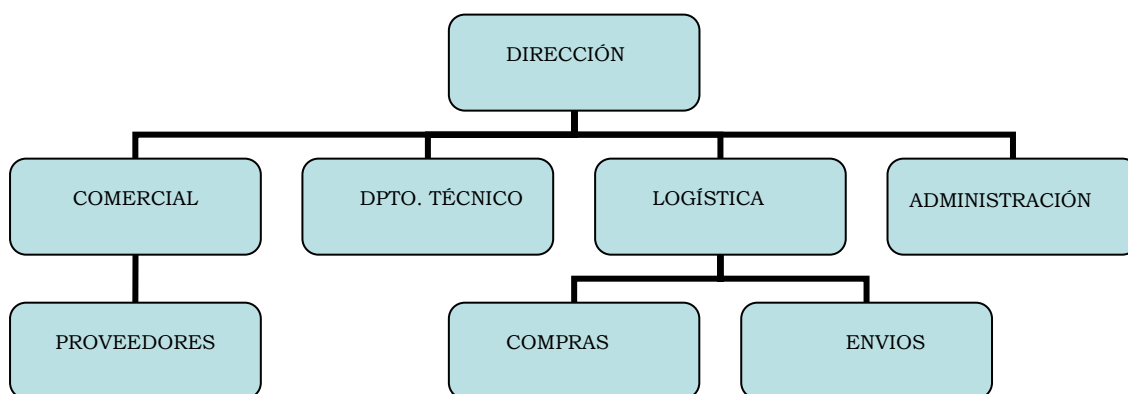 DIRECCIÓN
COMERCIAL
DPTO. TÉCNICO
LOGÍSTICA
ADMINISTRACIÓN
PROVEEDORES
COMPRAS
ENVIOS